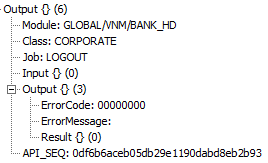 Output {} (6)
Module: GLOBAL/VNM/BANK_HD
Class: CORPORATE
Job: LOGOUT
Input {} (0)
Output {} (3)
ErrorCode: 00000000
ErrorMessage:
Result {} (0)
API_SEQ: 0df6b6aceb05db29e1190dabd8eb2b93